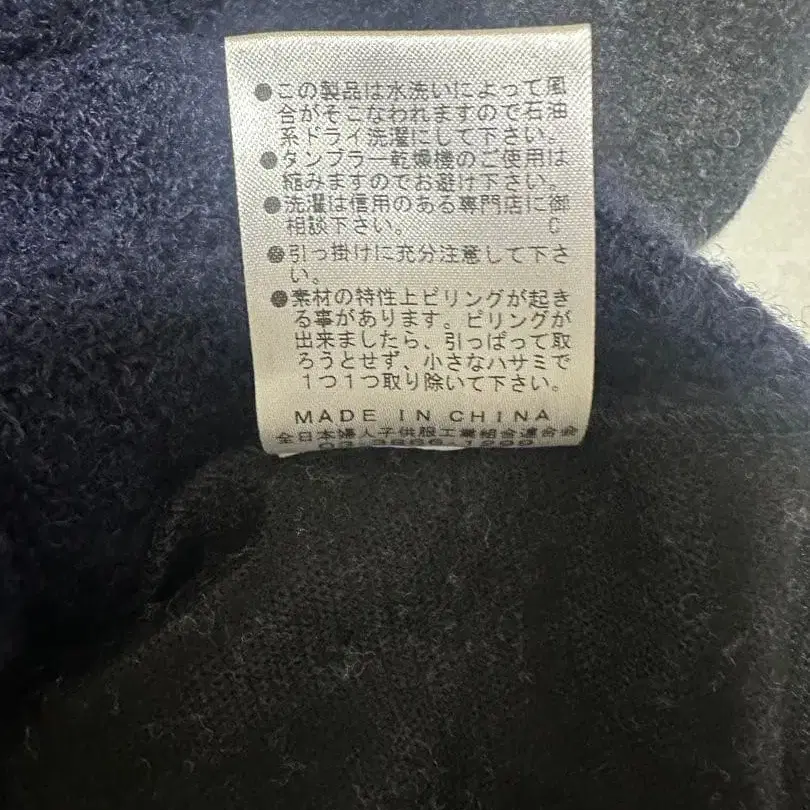 ●この製品は水洗いによって風
合がそこなわれますので石油
系ドライ洗濯にして下さい。
●タンブラー乾燥機のご使用は
縮みますのでお避け下さい。
●洗濯は信用のある専門店に御
相談下さい。 C
●引っ掛けに充分注意して下さ
い。
●素材の特性上ピリングが起き
る事があります。ピリングが
出来ましたら、引っぱって取
ろうとせず、小さなハサミで
1つ1つ取り除いて下さい。
MADE IN CHINA
全日本婦人子供服工業組合連合会